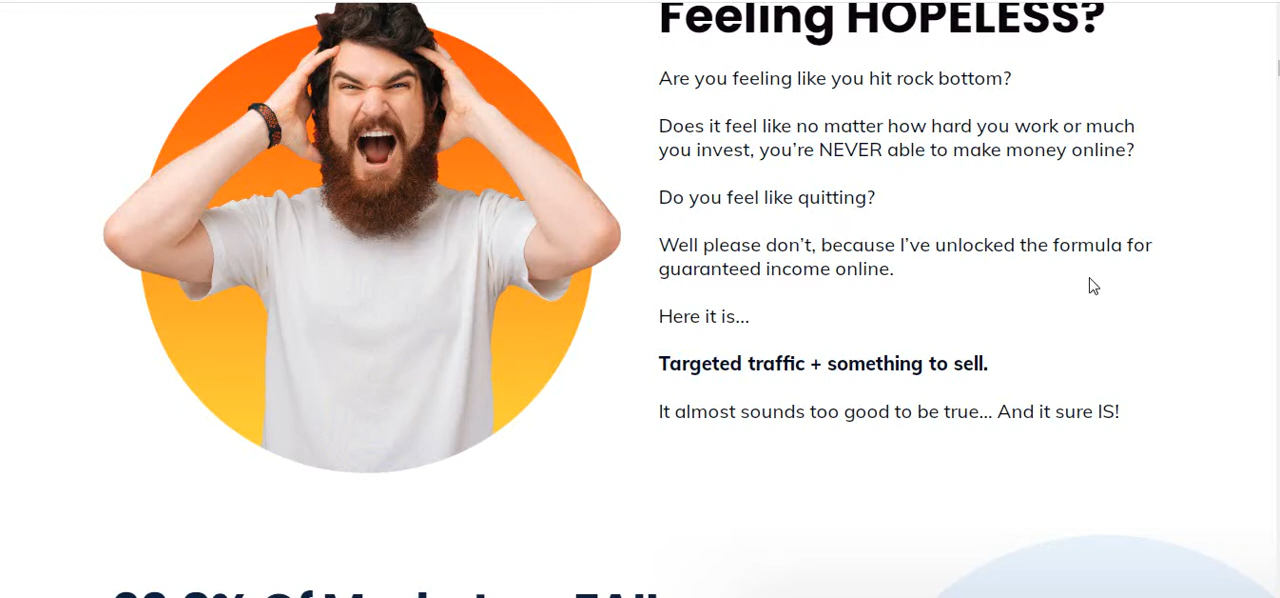 Feeling HOPELESS?
Are you feeling like you hit rock bottom?
Does it feel like no matter how hard you work or much
you invest, you’re NEVER able to make money online?
Do you feel like quitting?
Well please don’t, because I’ve unlocked the formula for
guaranteed income online.
Here it is...
Targeted traffic + something to sell.
It almost sounds too good to be true... And it sure IS!